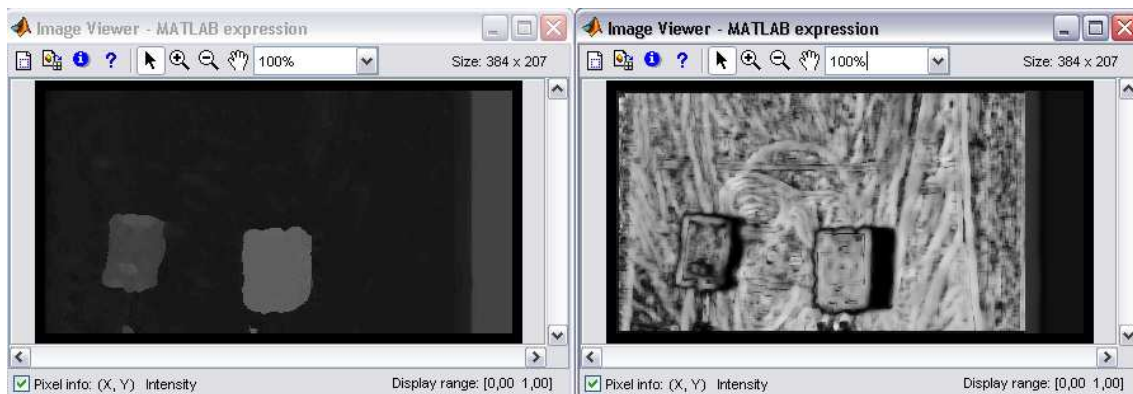 Image Viewer - MATLAB expression
100%
Size: 384 x 207
Pixel info: (X, Y) Intensity
Display range: [0,00 1,00]
Image Viewer - MATLAB expression
100%
Size: 384 x 207
Pixel info: (X, Y) Intensity
Display range: [0,00 1,00]